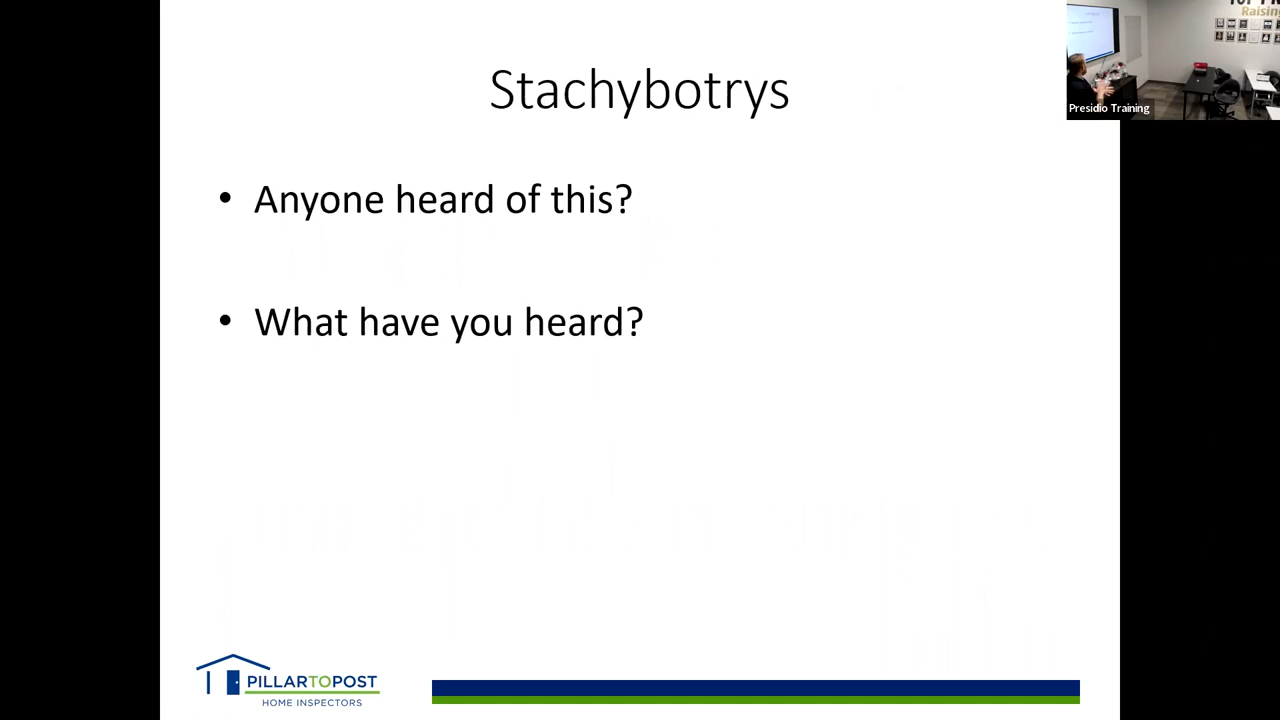 Stachybotrys
• Anyone heard of this?
• What have you heard?
PILLARTOPOST
HOME INSPECTORS
Presidio Training